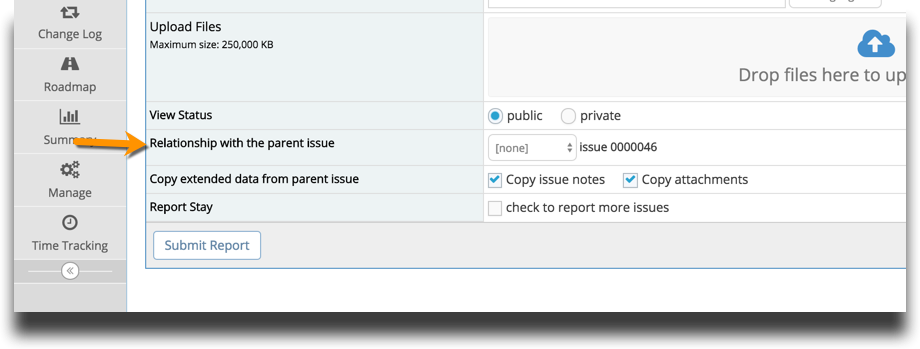 Change Log
Roadmap
Summary
Manage
Time Tracking
Upload Files
Maximum size: 250,000 KB
Drop files here to up
View Status
public private
Relationship with the parent issue
[none] issue 0000046
Copy extended data from parent issue
Copy issue notes Copy attachments
Report Stay
check to report more issues
Submit Report